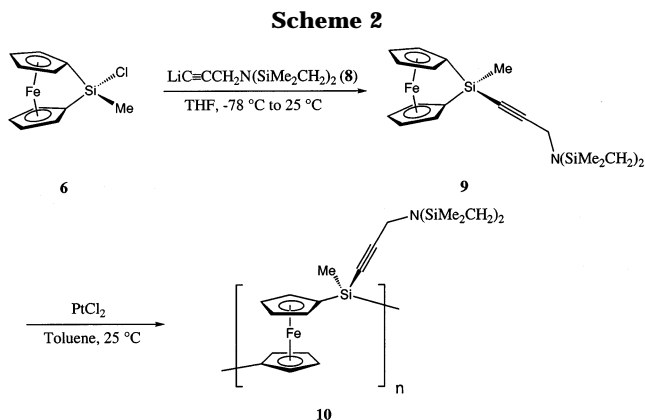 Scheme 2
Cl
LiC≡CCH₂N(SiMe₂CH₂)₂ (8)
Me
Fe
Si
Fe
Si
Me
THF, -78 °C to 25 °C
N(SiMe₂CH₂)₂
6
9
N(SiMe₂CH₂)₂
Me
PtCl₂
Si
Toluene, 25 °C
Fe
n
10